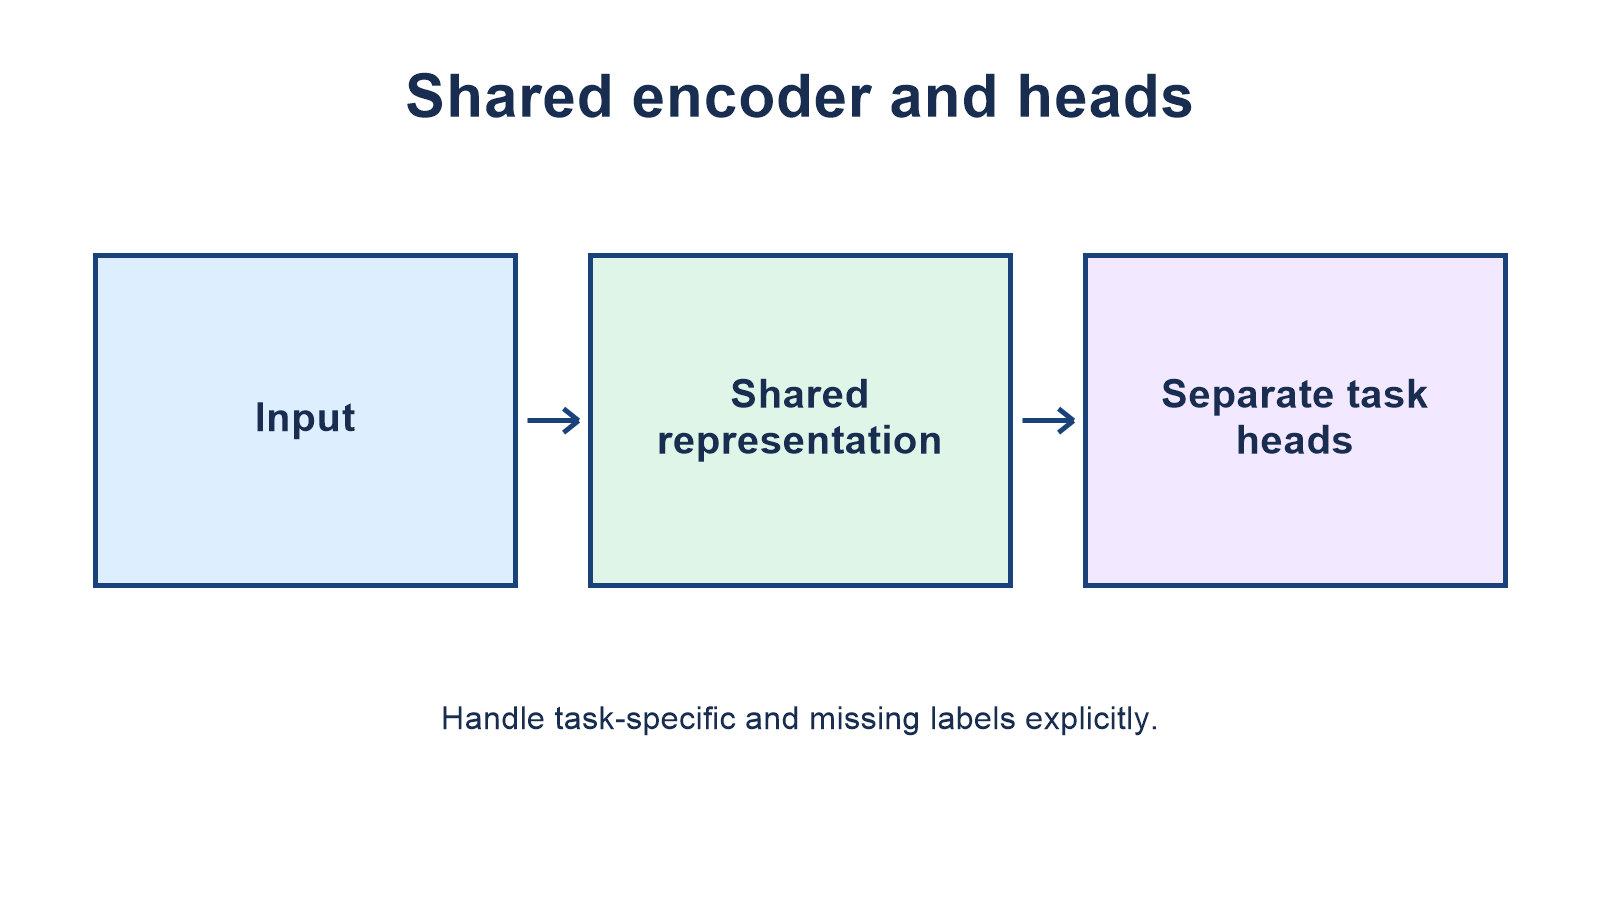 Shared encoder and heads
Input
Shared
representation
Separate task
heads
Handle task-specific and missing labels explicitly.